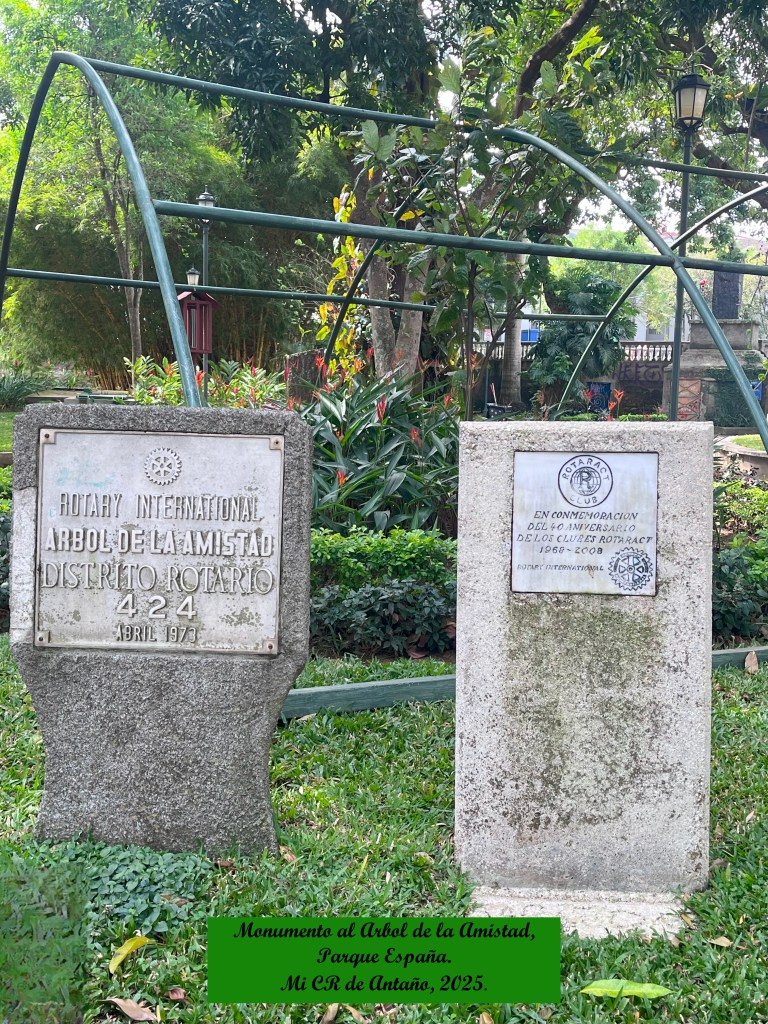 ROTARY INTERNATIONAL
ARBOL DE LA AMISTAD
DISTRITO ROTARIO
424
ABRIL 1973
ROTARACT
R
CLUB
EN CONMEMORACION
DEL 40 ANIVERSARIO
DE LOS CLUBES ROTARACT
1968-2008
ROTARY INTERNATIONAL
Monumento al Arbol de la Amistad,
Parque España.
Mi CR de Antaño, 2025.